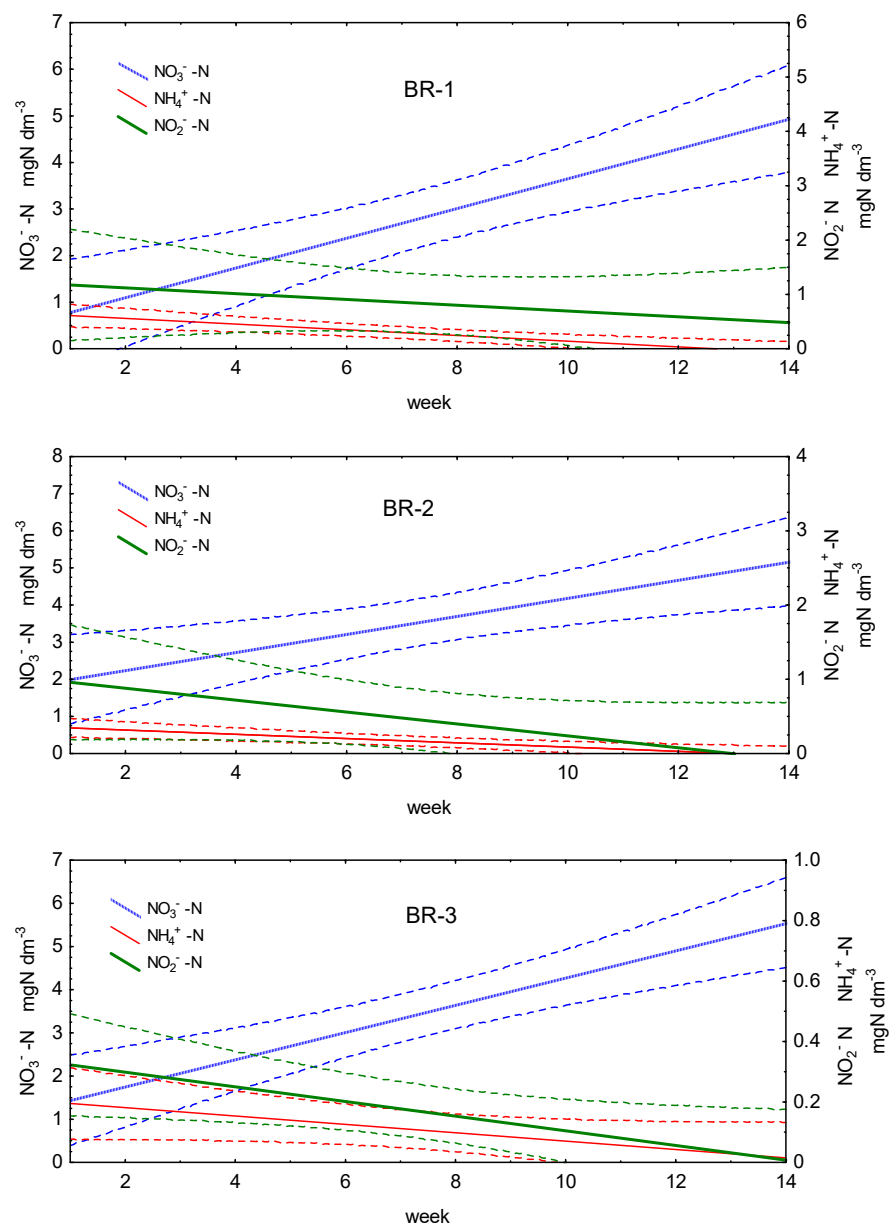 BR-1
NO₃⁻ -N
NH₄⁺ -N
NO₂⁻ -N
NO₃⁻ -N mgN dm⁻³
NO₂⁻ N NH₄⁺ -N
mgN dm⁻³
7
6
5
4
3
2
1
0
6
5
4
3
2
1
0
2 4 6 8 10 12 14
week
BR-2
NO₃⁻ -N
NH₄⁺ -N
NO₂⁻ -N
NO₃⁻ -N mgN dm⁻³
NO₂⁻ N NH₄⁺ -N
mgN dm⁻³
8
7
6
5
4
3
2
1
0
4
3
2
1
0
2 4 6 8 10 12 14
week
BR-3
NO₃⁻ -N
NH₄⁺ -N
NO₂⁻ -N
NO₃⁻ -N mgN dm⁻³
NO₂⁻ N NH₄⁺ -N
mgN dm⁻³
7
6
5
4
3
2
1
0
1.0
0.8
0.6
0.4
0.2
0
2 4 6 8 10 12 14
week